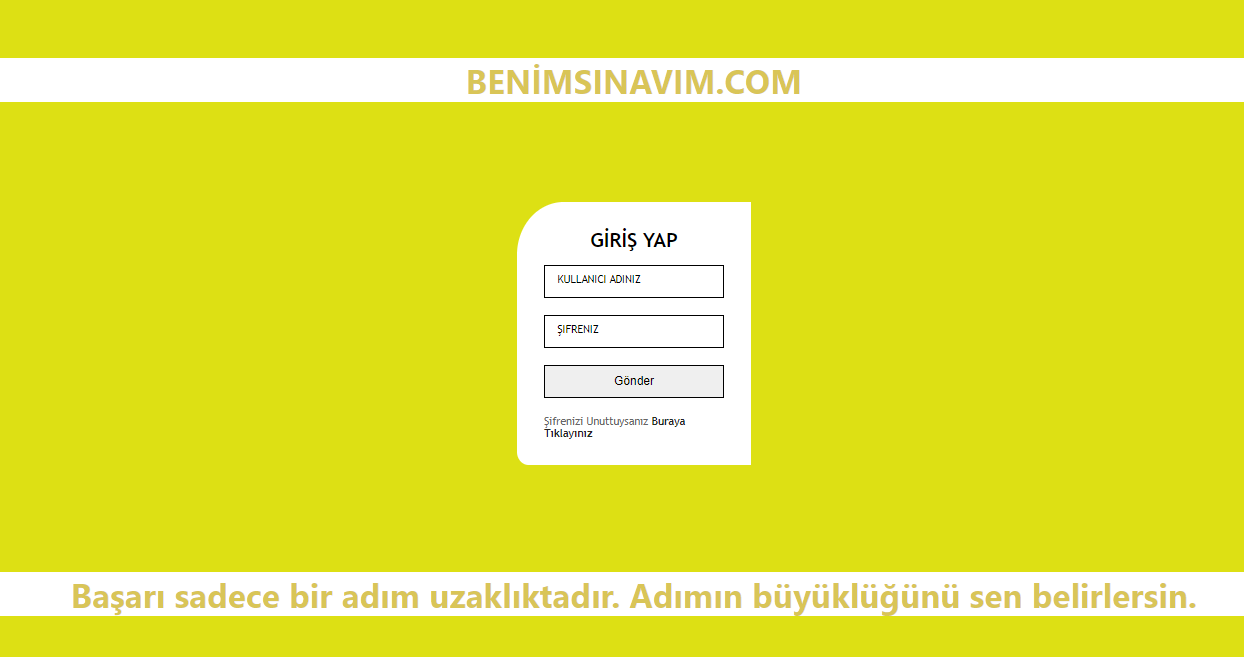 BENİMSINAVIM.COM
GİRİŞ YAP
KULLANICI ADINIZ
ŞIFRENIZ
Gönder
Şifrenizi Unuttuysanız Buraya
Tıklayınız
Başarı sadece bir adım uzaklıktadır. Adımın büyüklüğünü sen belirlersin.